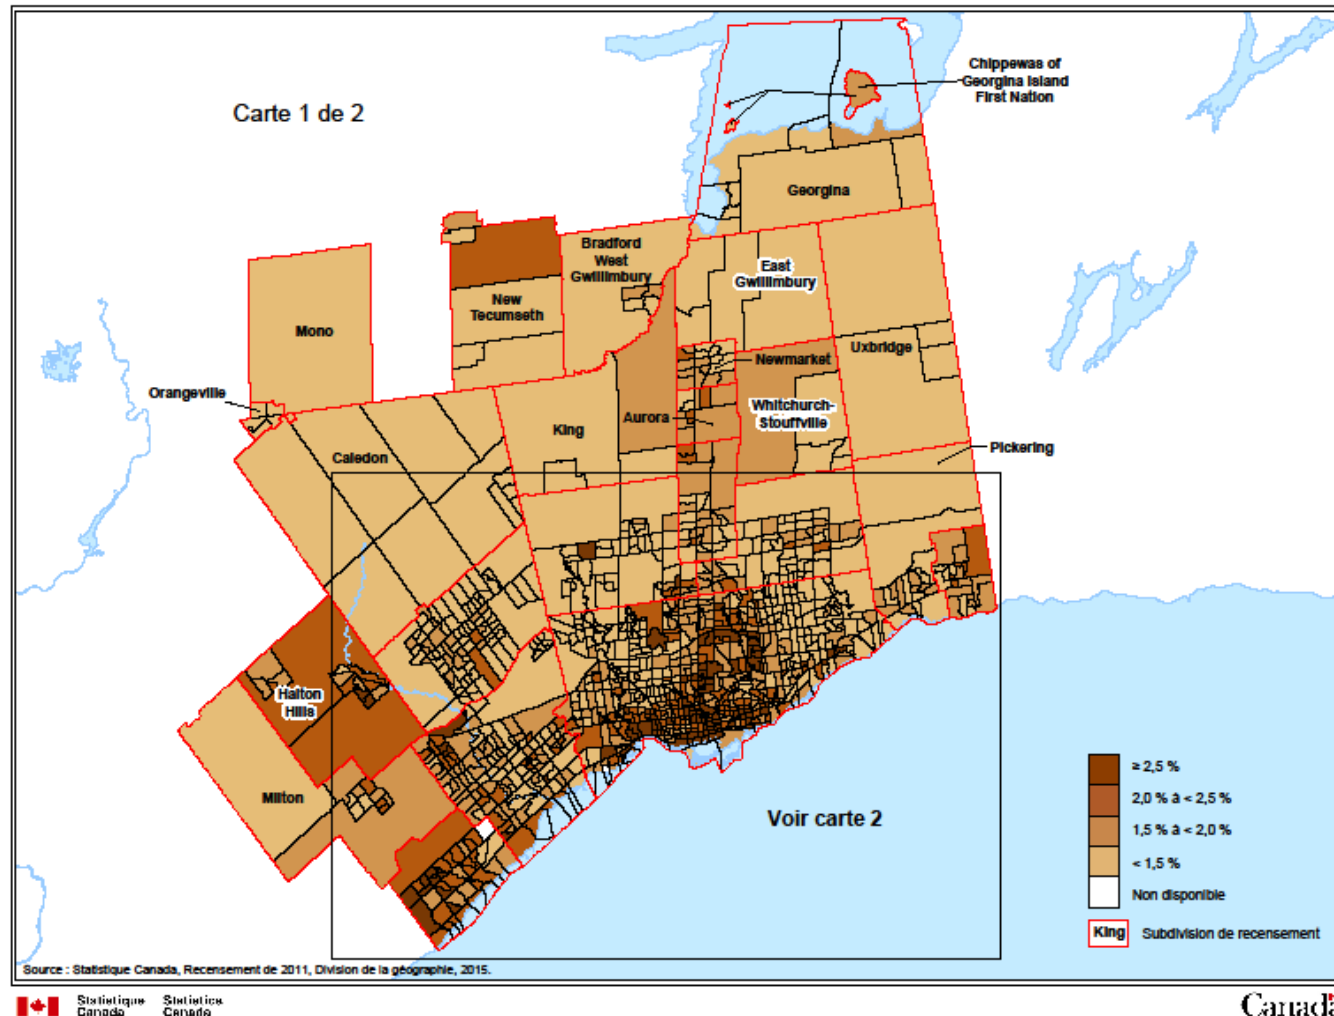 Carte 1 de 2
Chippewas of
Georgina Island
First Nation
Georgina
Bradford
West
Gwillimbury
East
Gwillimbury
New
Tecumseth
Mono
Uxbridge
Newmarket
Orangeville
Whitchurch-
Stouffville
Aurora
King
Pickering
Caledon
Halton
Hills
Milton
Voir carte 2
≥ 2,5 %
2,0 % à < 2,5 %
1,5 % à < 2,0 %
< 1,5 %
Non disponible
King Subdivision de recensement
Source : Statistique Canada, Recensement de 2011, Division de la géographie, 2015.
Statistique Statistics
Canada Canada
Canada